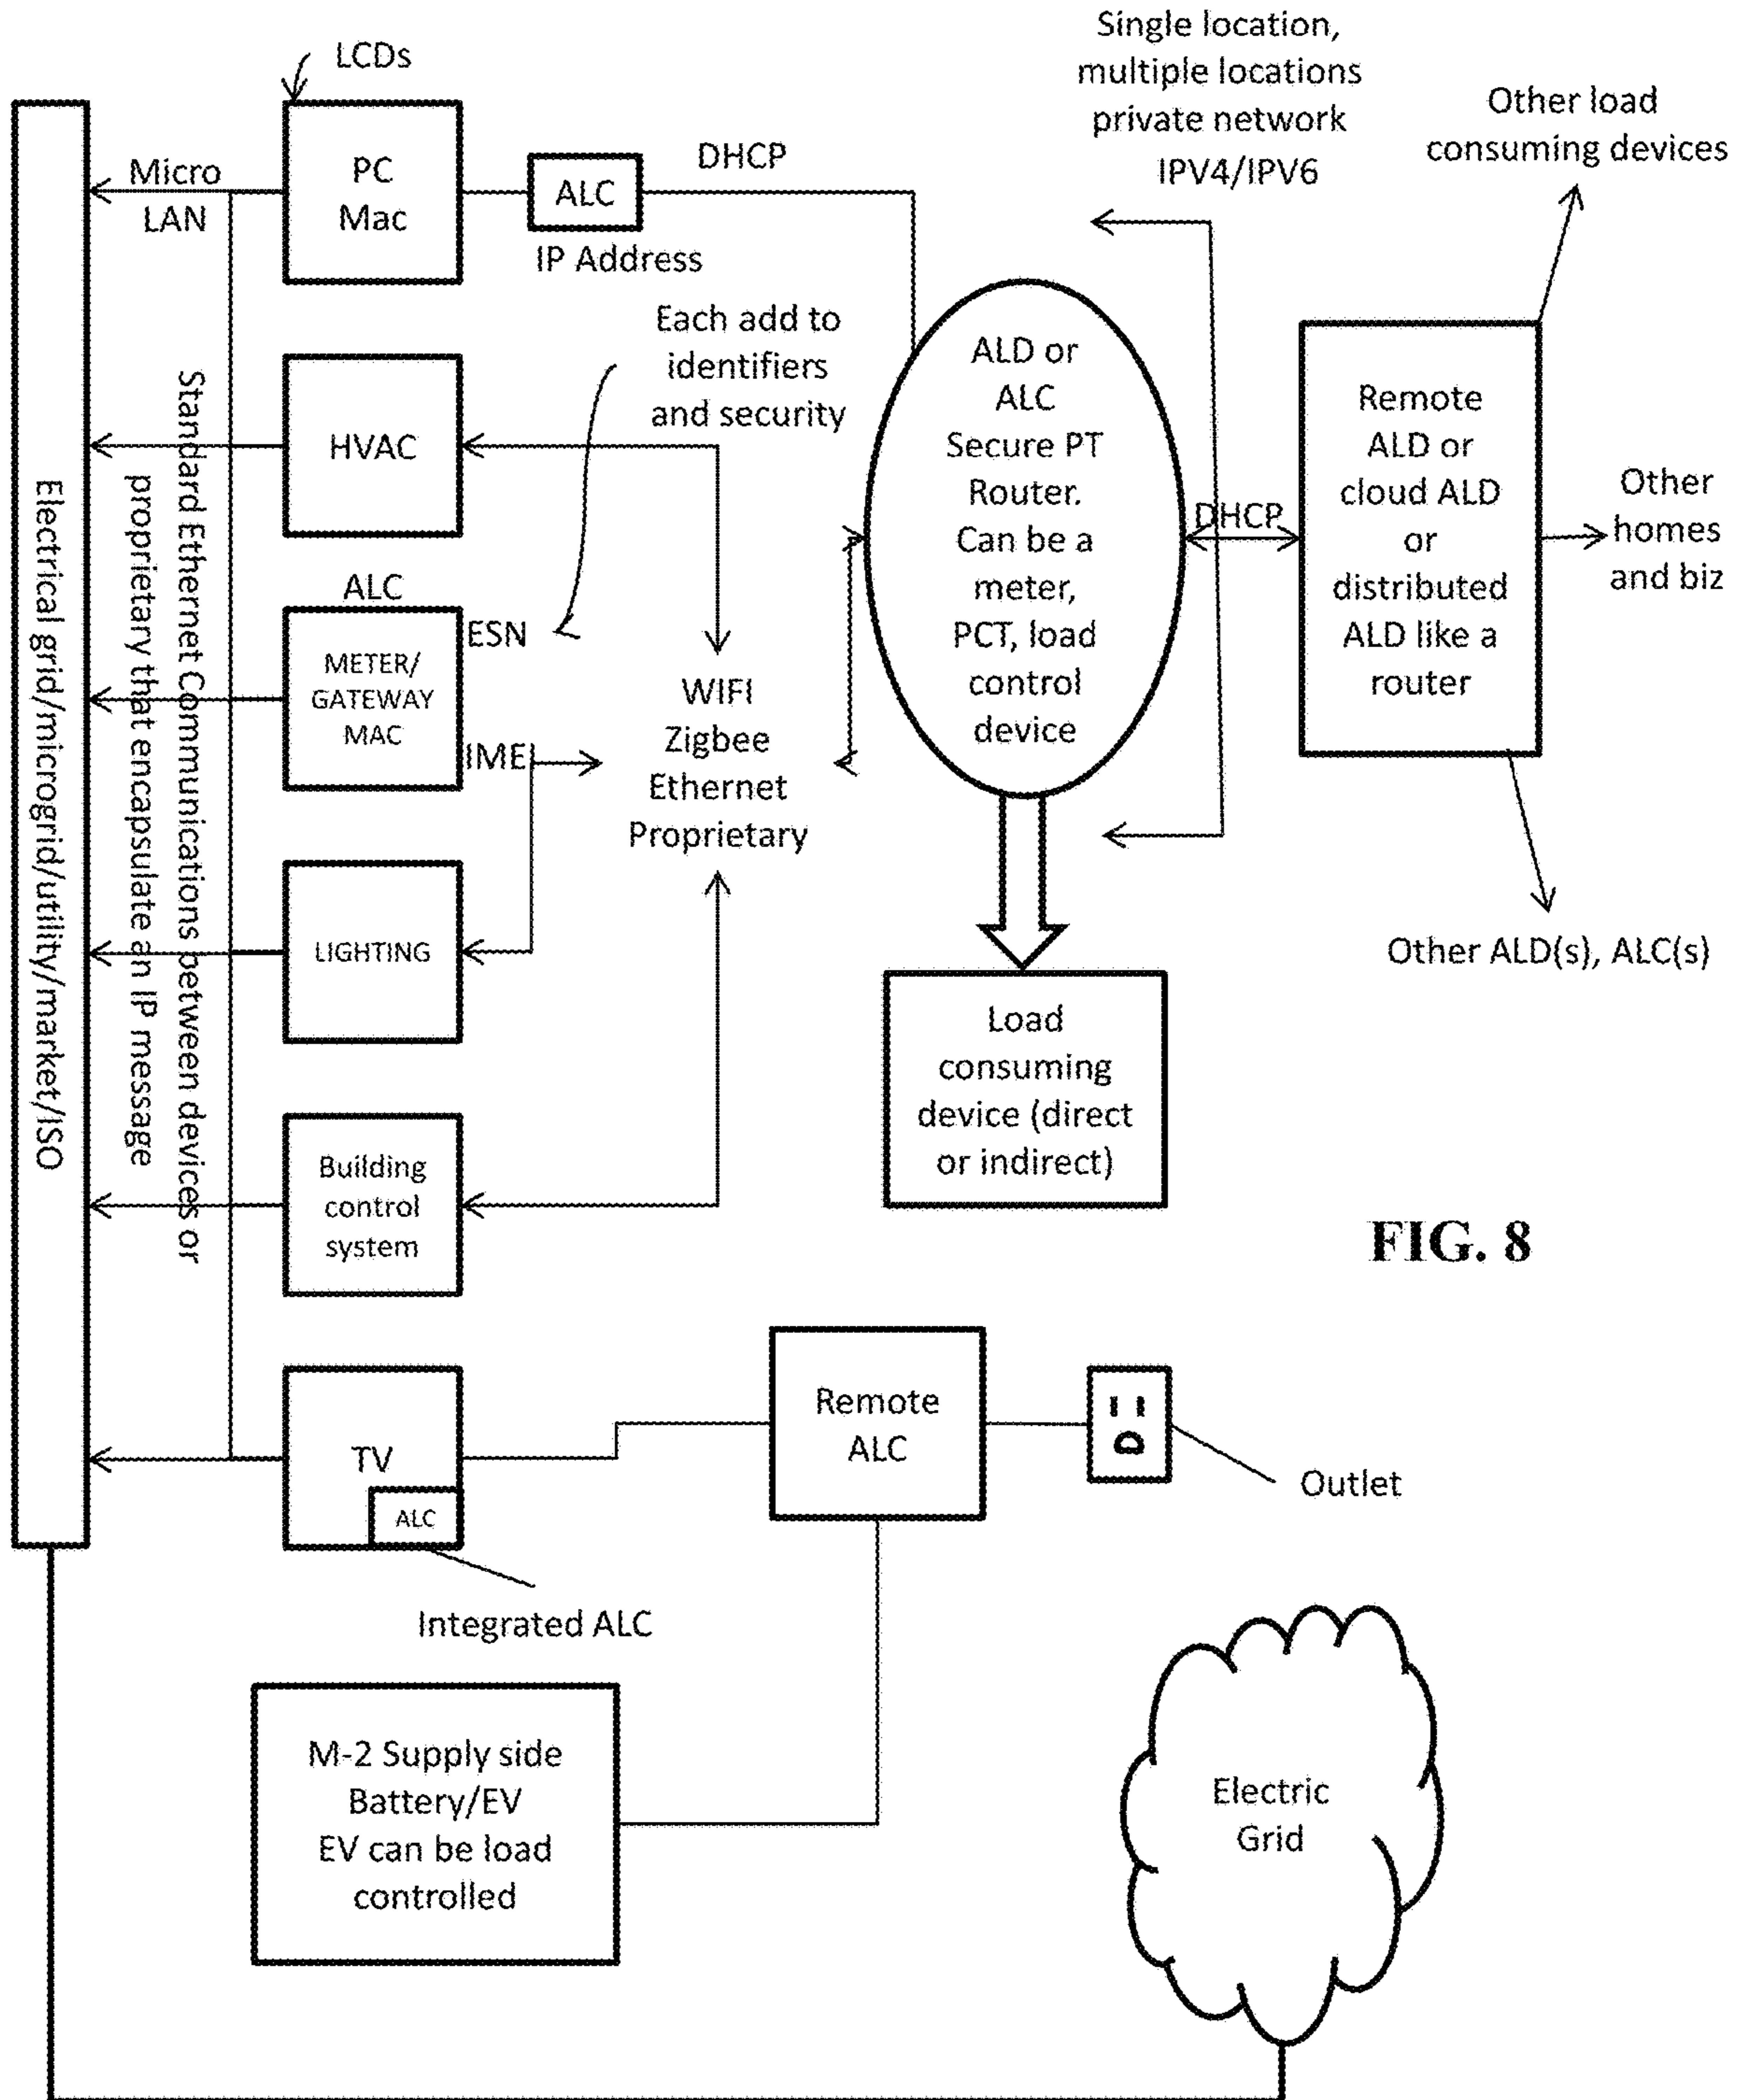 LCDs
Single location,
multiple locations
private network
IPV4/IPV6
Other load
consuming devices
Micro
LAN
PC
Mac
ALC
DHCP
IP Address
Each add to
identifiers
and security
HVAC
ALC
METER/
GATEWAY
MAC
ESN
IMEI
WIFI
Zigbee
Ethernet
Proprietary
LIGHTING
Building
control
system
TV
ALC
Integrated ALC
Electrical grid/microgrid/utility/market/ISO
Standard Ethernet Communications between devices or
proprietary that encapsulate an IP message
ALD or
ALC
Secure PT
Router.
Can be a
meter,
PCT, load
control
device
DHCP
Remote
ALD or
cloud ALD
or
distributed
ALD like a
router
Other
homes
and biz
Other ALD(s), ALC(s)
Load
consuming
device (direct
or indirect)
FIG. 8
Remote
ALC
Outlet
M-2 Supply side
Battery/EV
EV can be load
controlled
Electric
Grid